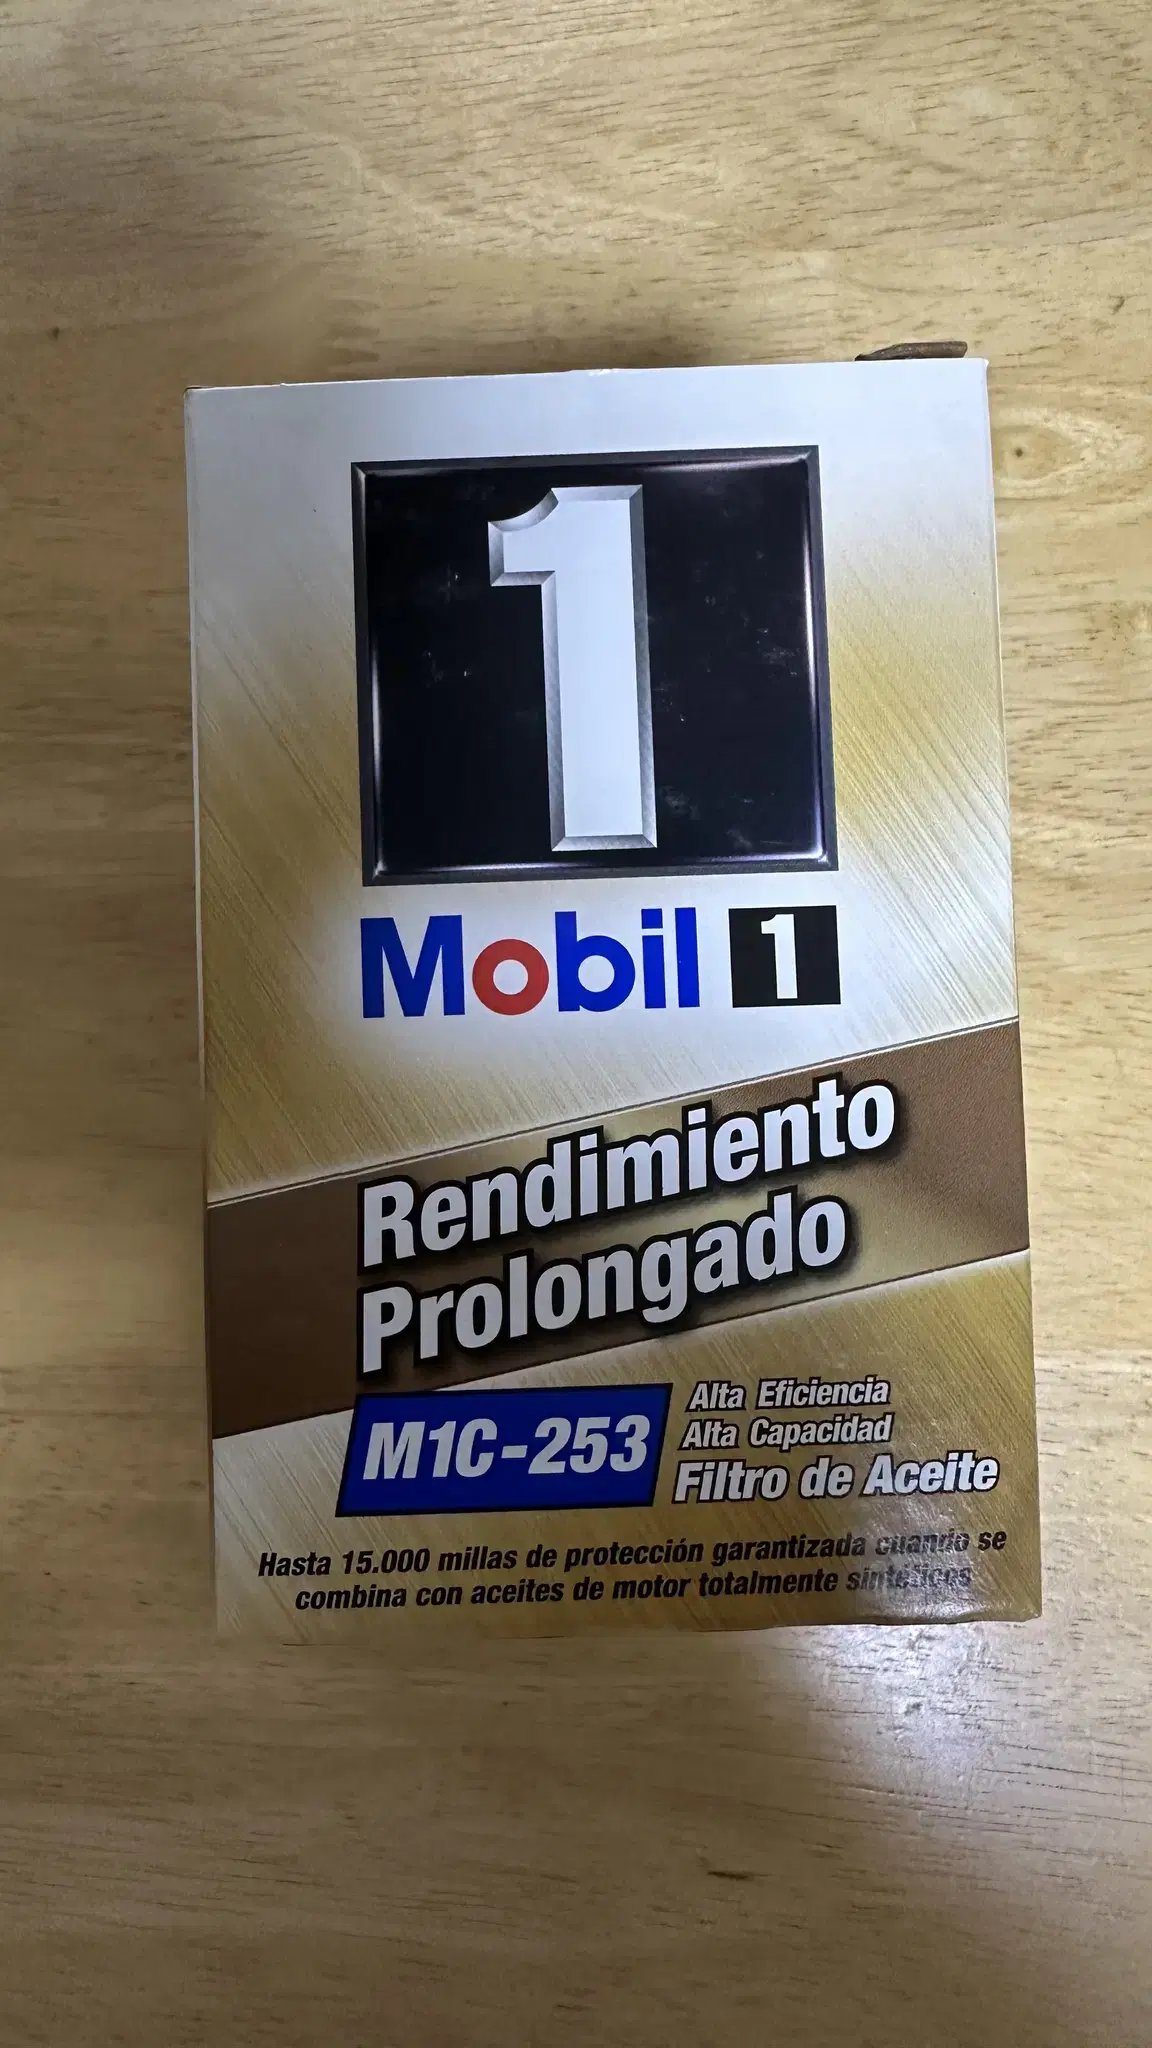 1
Mobil 1
Rendimiento
Prolongado
M1C-253
Alta Eficiencia
Alta Capacidad
Filtro de Aceite
Hasta 15.000 millas de protección garantizada cuando se
combina con aceites de motor totalmente sintéticos